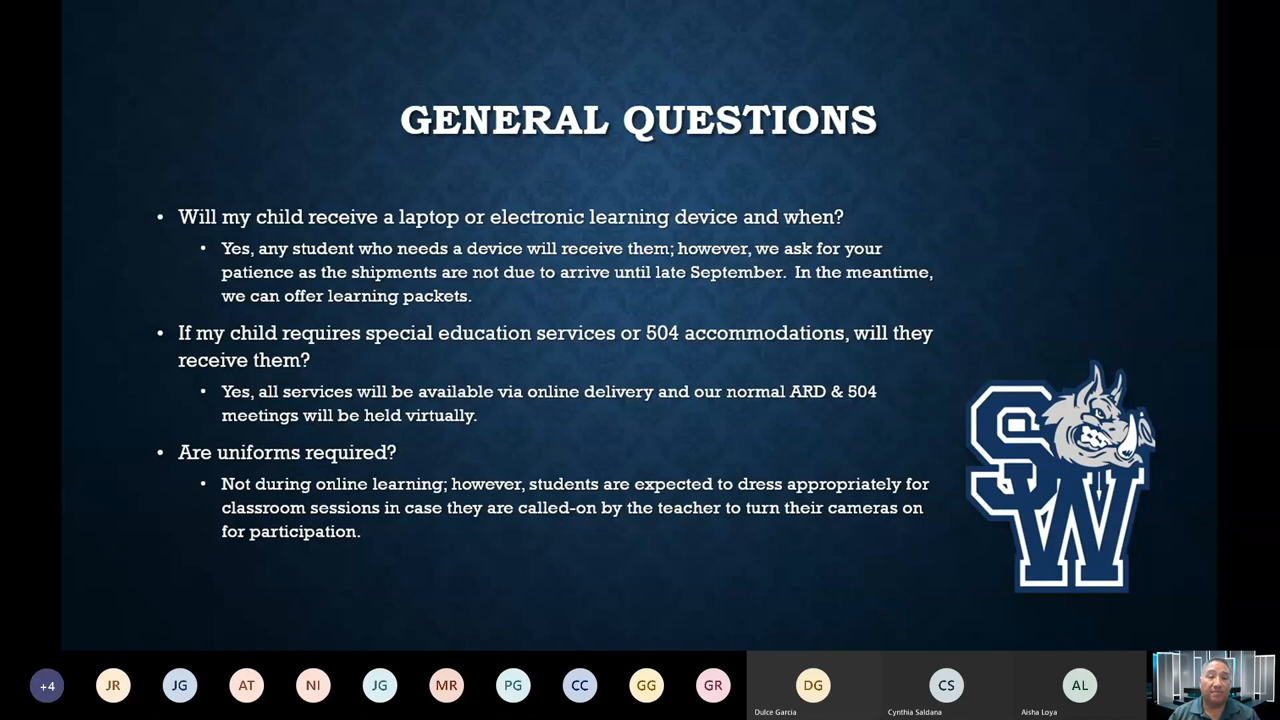 GENERAL QUESTIONS
• Will my child receive a laptop or electronic learning device and when?
• Yes, any student who needs a device will receive them; however, we ask for your
patience as the shipments are not due to arrive until late September. In the meantime,
we can offer learning packets.
• If my child requires special education services or 504 accommodations, will they
receive them?
• Yes, all services will be available via online delivery and our normal ARD & 504
meetings will be held virtually.
• Are uniforms required?
• Not during online learning; however, students are expected to dress appropriately for
classroom sessions in case they are called-on by the teacher to turn their cameras on
for participation.
SW
+4 JR JG AT NI JG MR PG CC GG GR DG CS AL
Dulce Garcia Cynthia Saldana Aisha Loya